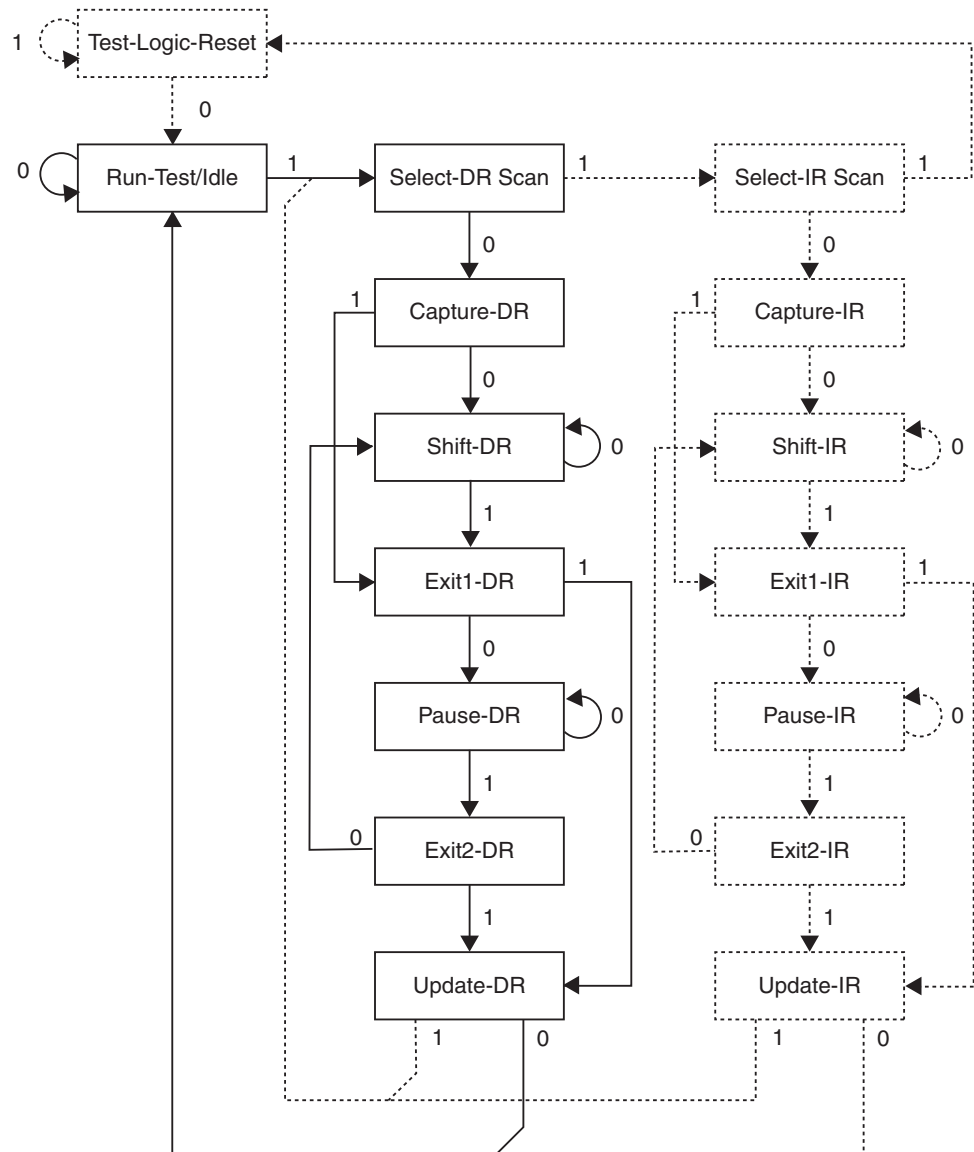 1 Test-Logic-Reset
0
0 Run-Test/Idle 1 Select-DR Scan 1 Select-IR Scan 1
0 0
1 Capture-DR 1 Capture-IR
0 0
Shift-DR 0 Shift-IR 0
1 1
Exit1-DR 1 Exit1-IR 1
0 0
Pause-DR 0 Pause-IR 0
1 1
0 Exit2-DR 0 Exit2-IR
1 1
Update-DR Update-IR
1 0 1 0